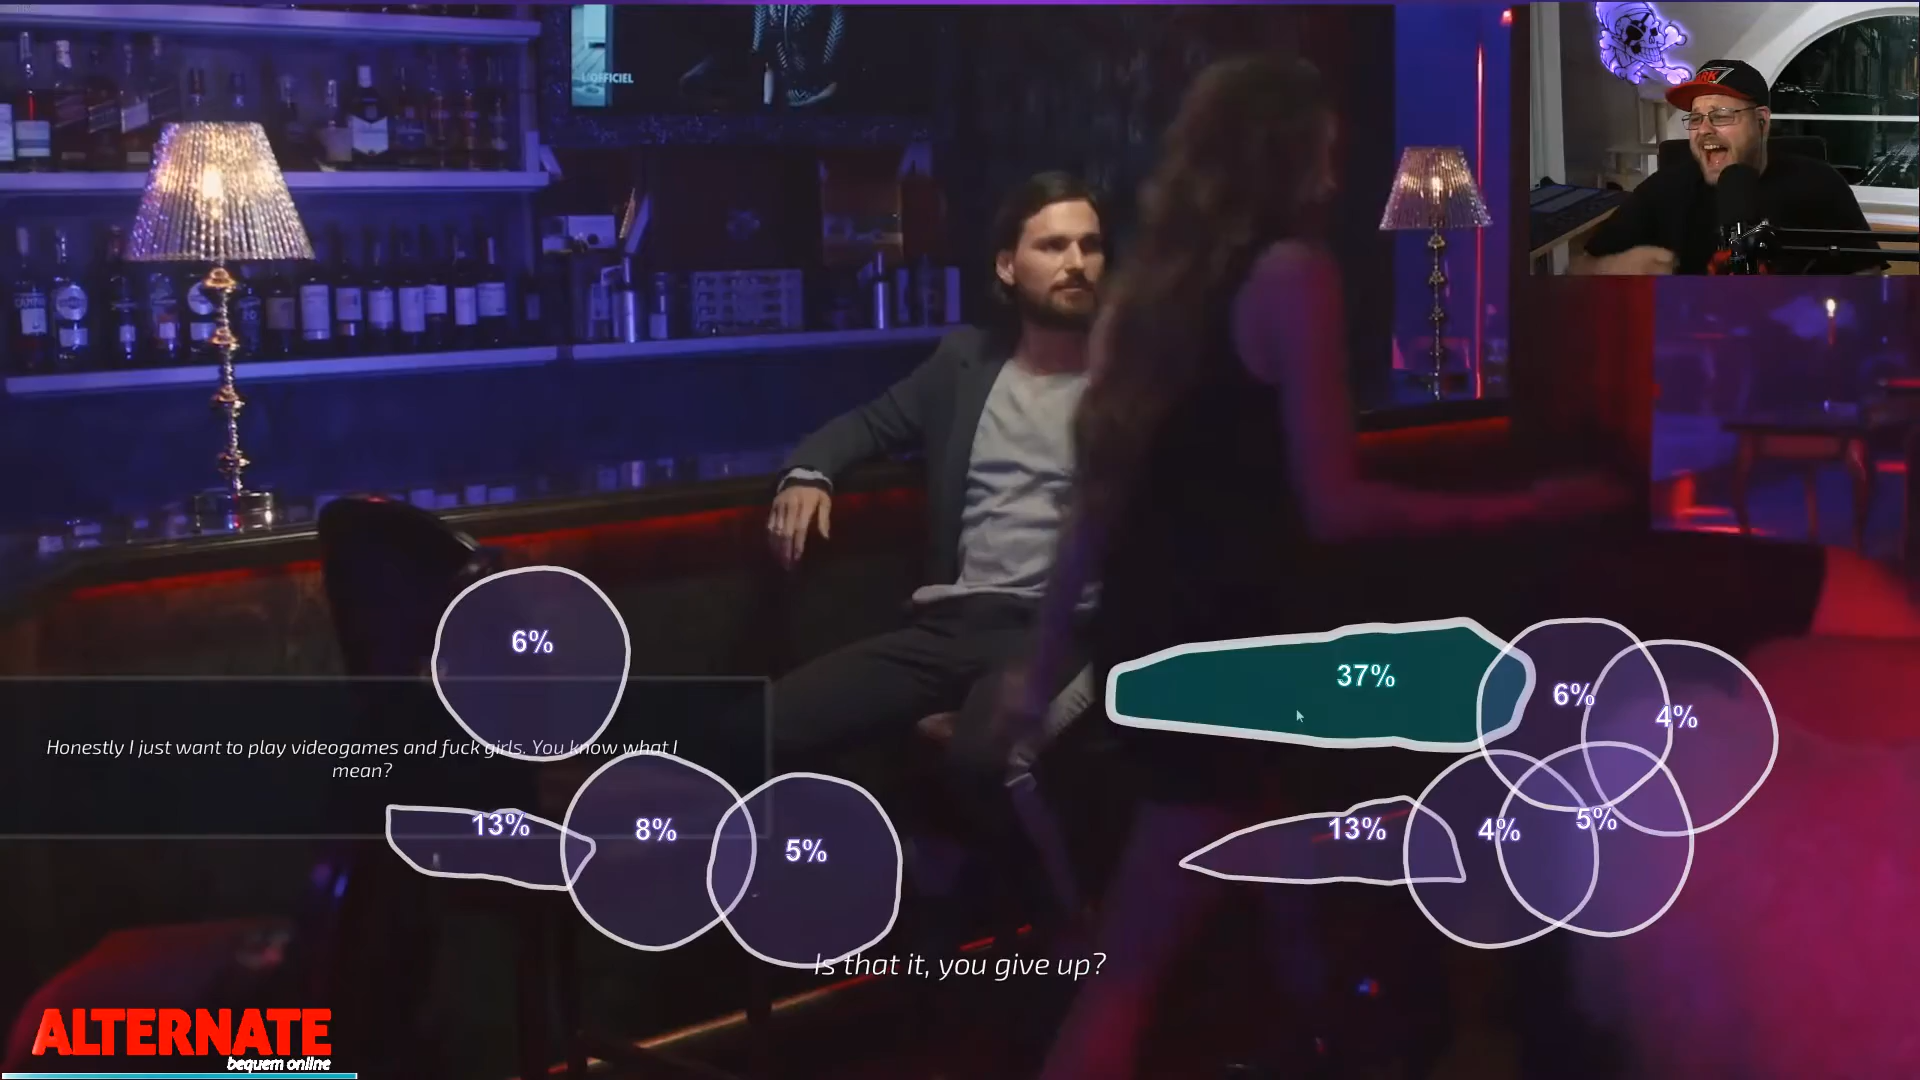 L'OFFICIEL
6%
37%
6%
4%
Honestly I just want to play videogames and fuck girls. You know what I
mean?
13%
8%
5%
13%
4%
5%
Is that it, you give up?
ALTERNATE
bequem online